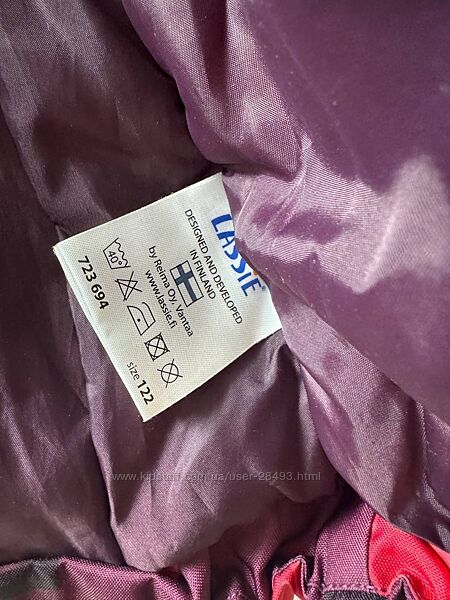 LASSIE
DESIGNED AND DEVELOPED
IN FINLAND
by Reima Oy, Vantaa
www.lassie.fi
40°
723 694 size 122
www.kidstaff.com.ua/user-28493.html